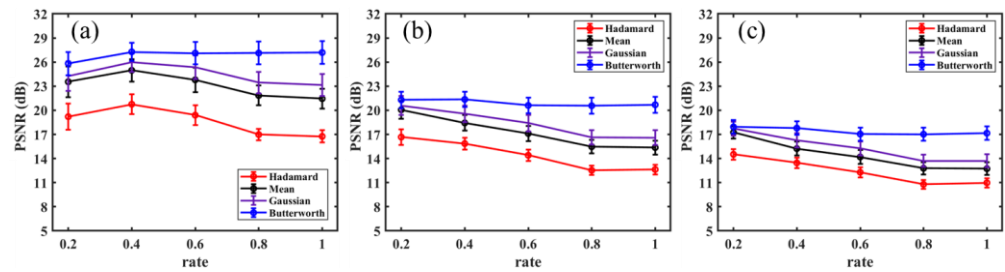 (a)
PSNR (dB)
32
29
26
23
20
17
14
11
8
5
Hadamard
Mean
Gaussian
Butterworth
0.2 0.4 0.6 0.8 1
rate
(b)
PSNR (dB)
32
29
26
23
20
17
14
11
8
5
Hadamard
Mean
Gaussian
Butterworth
0.2 0.4 0.6 0.8 1
rate
(c)
PSNR (dB)
32
29
26
23
20
17
14
11
8
5
Hadamard
Mean
Gaussian
Butterworth
0.2 0.4 0.6 0.8 1
rate